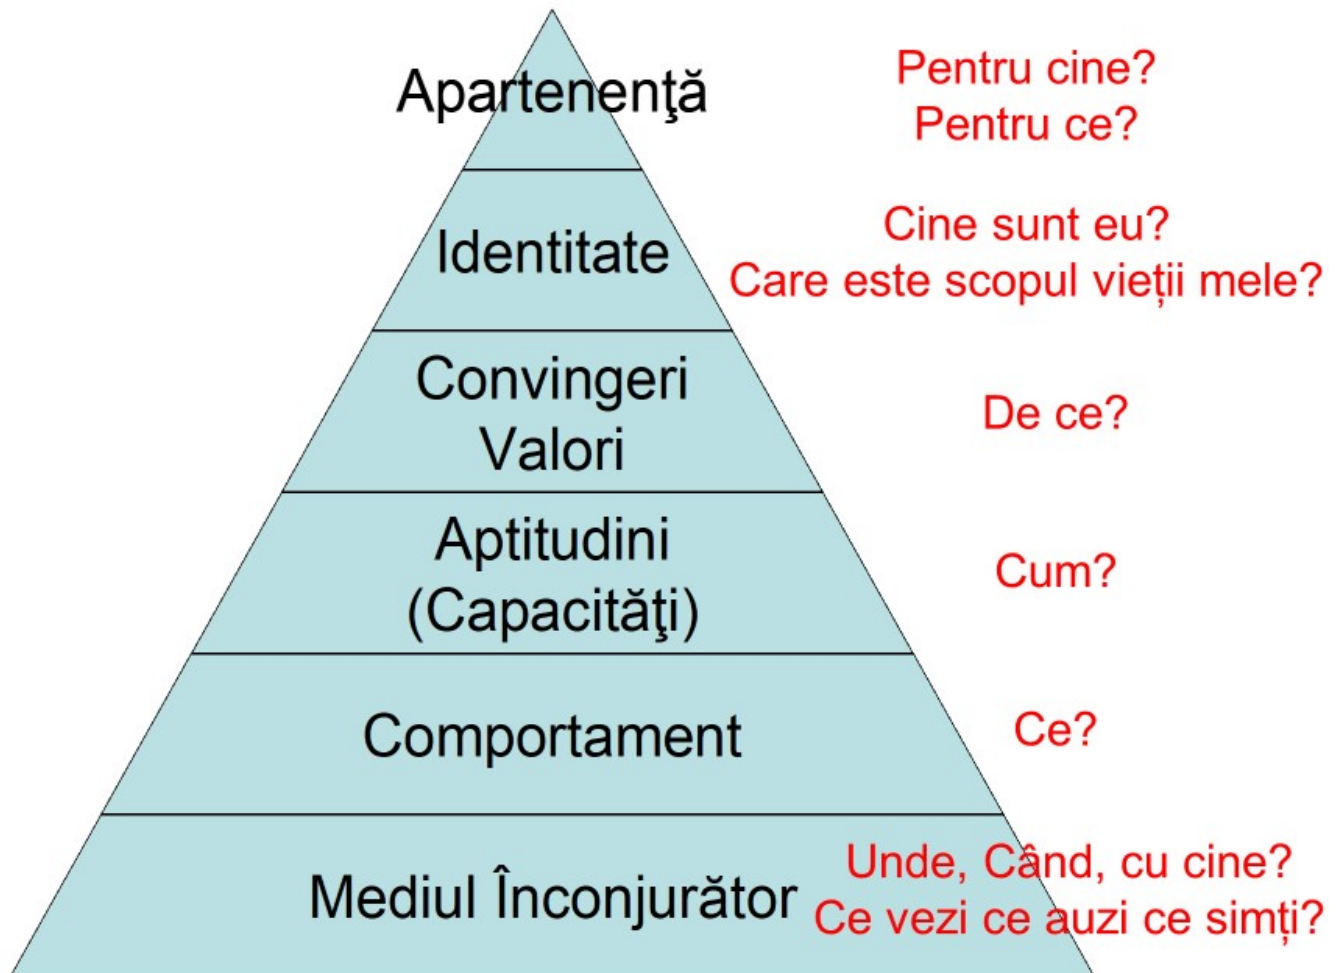 Apartenenţă
Pentru cine?
Pentru ce?
Identitate
Cine sunt eu?
Care este scopul vieții mele?
Convingeri
Valori
De ce?
Aptitudini
(Capacităţi)
Cum?
Comportament
Ce?
Mediul Înconjurător
Unde, Când, cu cine?
Ce vezi ce auzi ce simți?